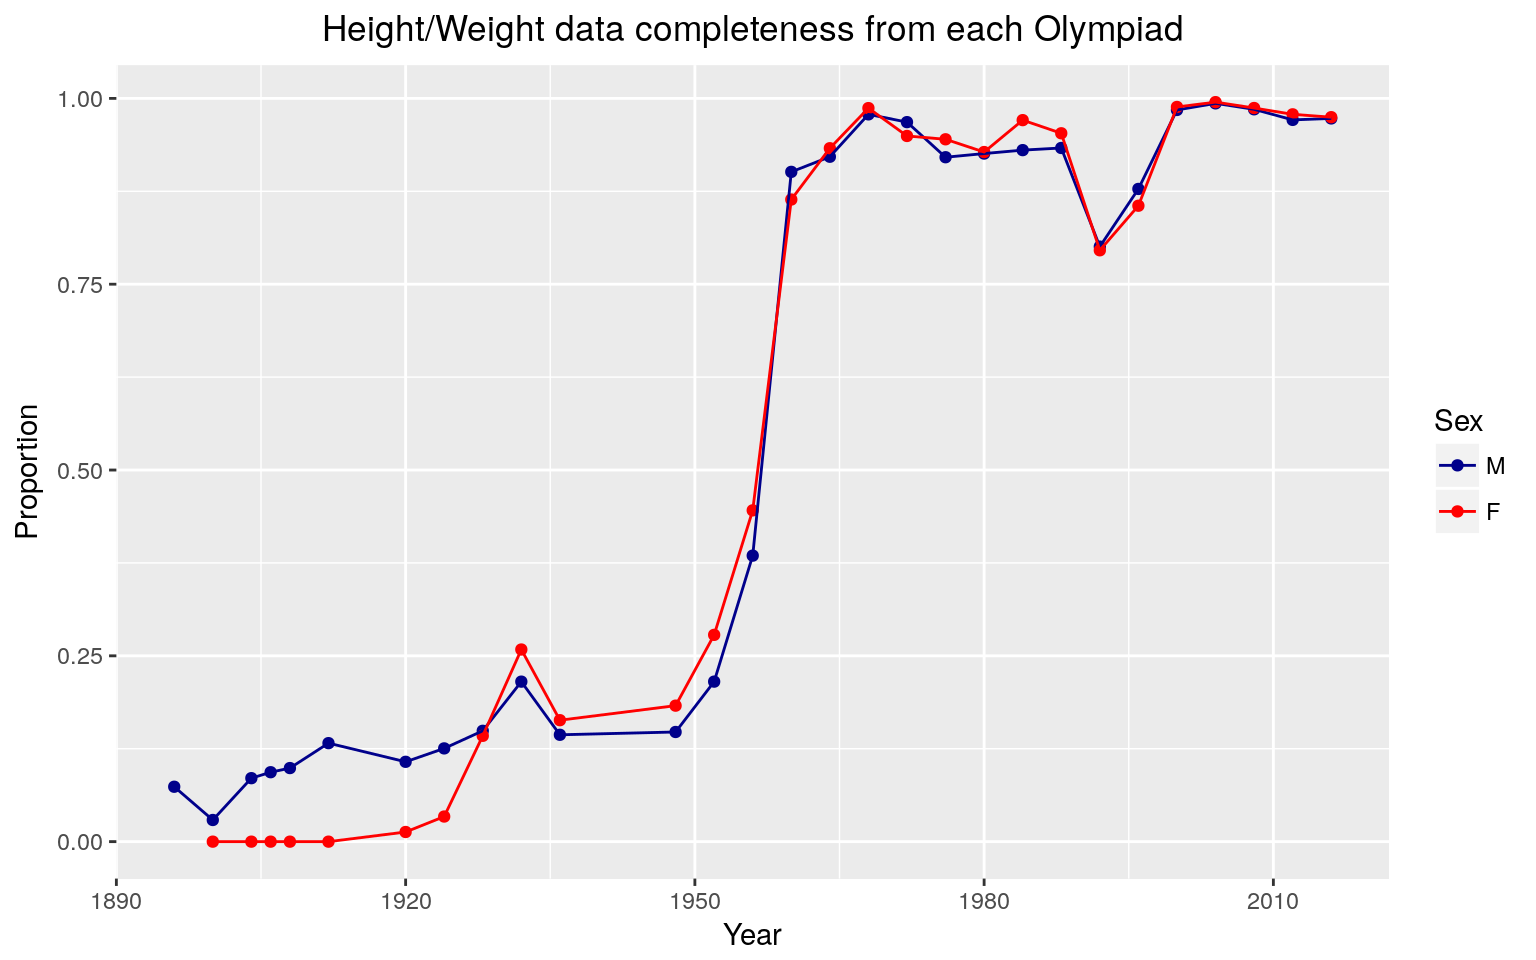 Height/Weight data completeness from each Olympiad
1.00
0.75
0.50
0.25
0.00
Proportion
1890 1920 1950 1980 2010
Year
Sex
M
F